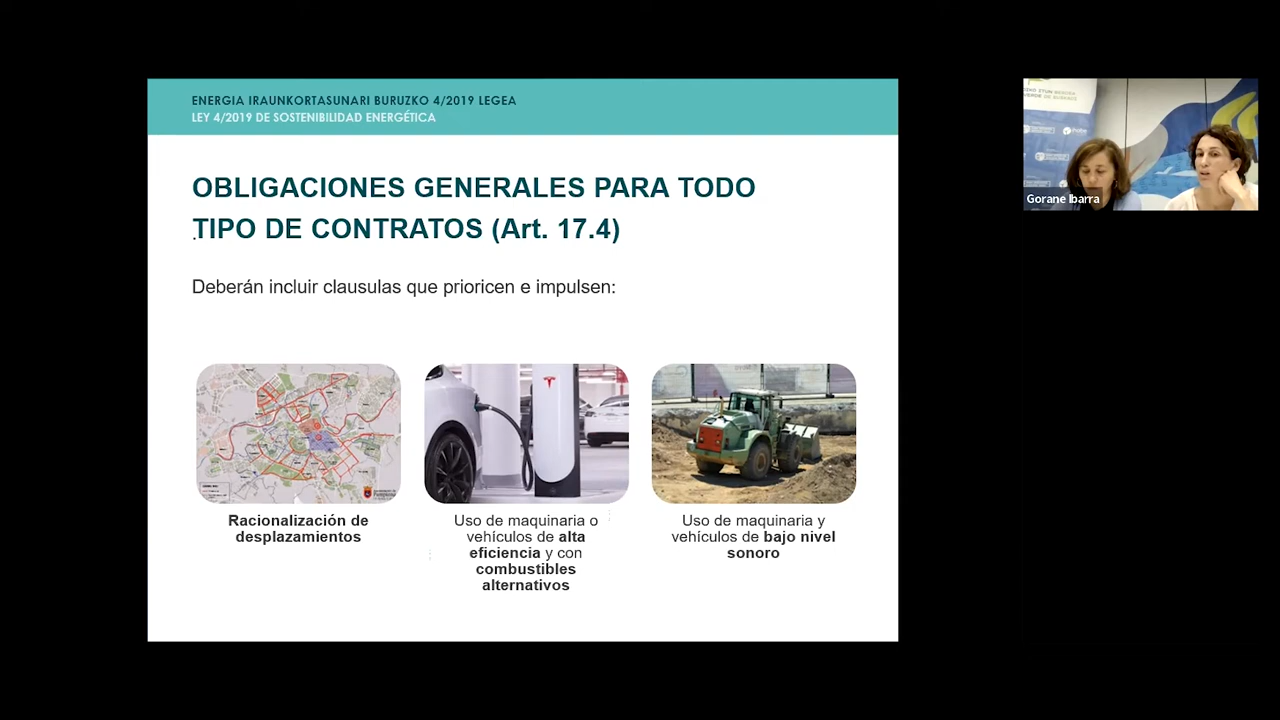 ENERGIA IRAUNKORTASUNARI BURUZKO 4/2019 LEGEA
LEY 4/2019 DE SOSTENIBILIDAD ENERGÉTICA
OBLIGACIONES GENERALES PARA TODO
TIPO DE CONTRATOS (Art. 17.4)
Deberán incluir clausulas que prioricen e impulsen:
Racionalización de
desplazamientos
Uso de maquinaria o
vehículos de alta
eficiencia y con
combustibles
alternativos
Uso de maquinaria y
vehículos de bajo nivel
sonoro
Gorane Ibarra